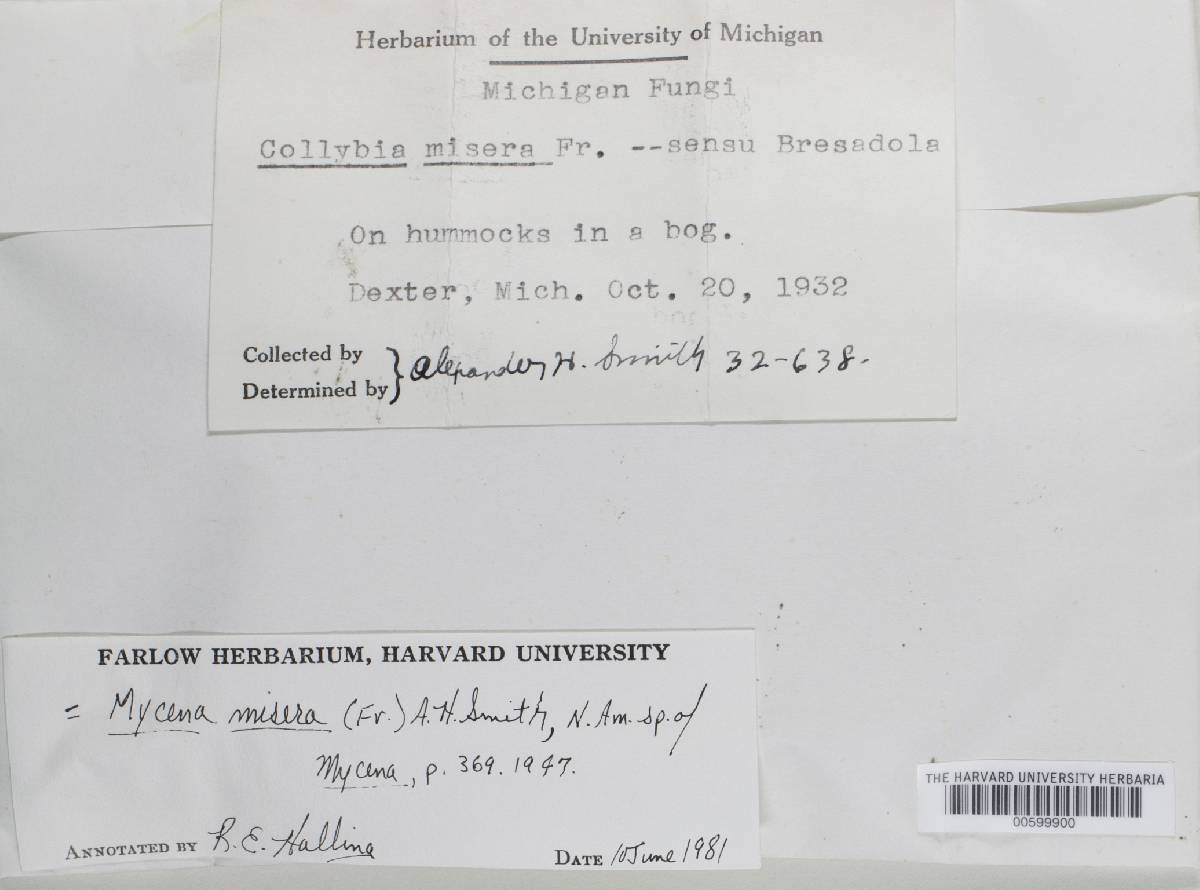 Herbarium of the University of Michigan
Michigan Fungi
Collybia misera Fr. --sensu Bresadola
On hummocks in a bog.
Dexter, Mich. Oct. 20, 1932
Collected by
Determined by } Alexander H. Smith 32-638.
FARLOW HERBARIUM, HARVARD UNIVERSITY
= Mycena misera (Fr.) A.H. Smith, N. Am. sp. of
Mycena, p. 369. 1947.
ANNOTATED BY R.E. Halling
DATE 10 June 1981
THE HARVARD UNIVERSITY HERBARIA
00599900